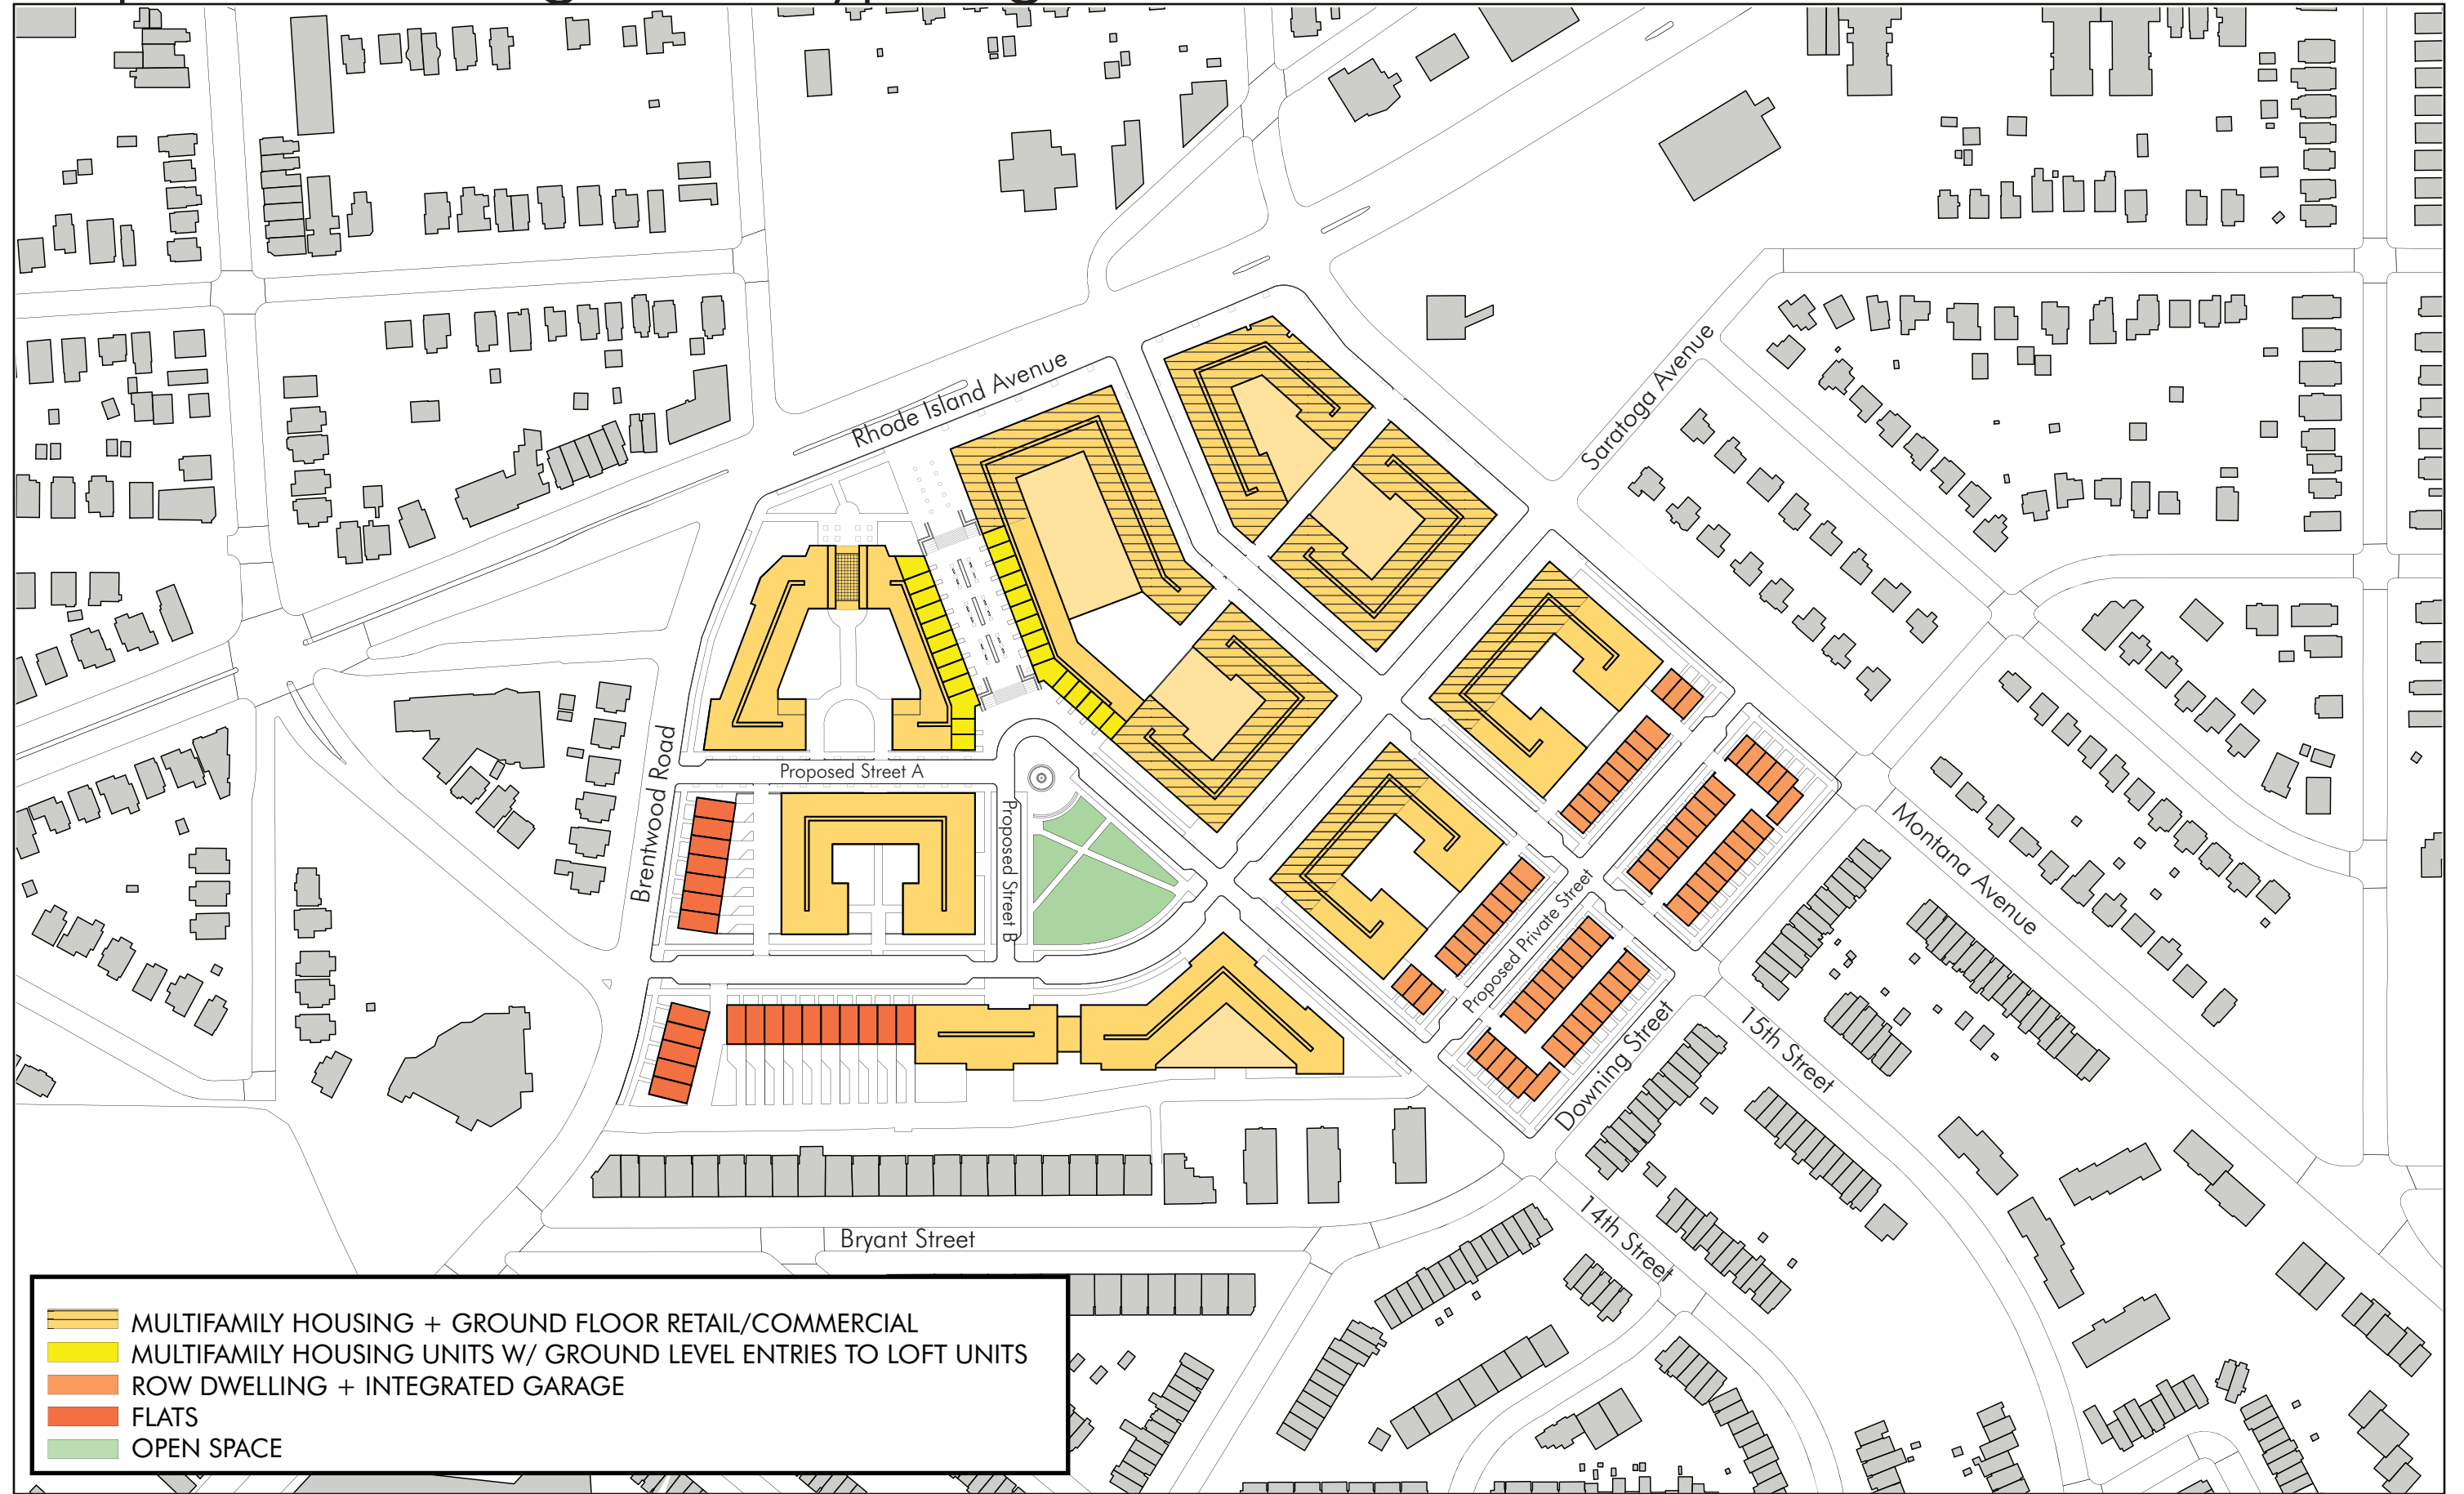 Rhode Island Avenue
Saratoga Avenue
Brentwood Road
Proposed Street A
Proposed Street B
Montana Avenue
Proposed Private Street
Downing Street
15th Street
14th Street
Bryant Street
MULTIFAMILY HOUSING + GROUND FLOOR RETAIL/COMMERCIAL
MULTIFAMILY HOUSING UNITS W/ GROUND LEVEL ENTRIES TO LOFT UNITS
ROW DWELLING + INTEGRATED GARAGE
FLATS
OPEN SPACE